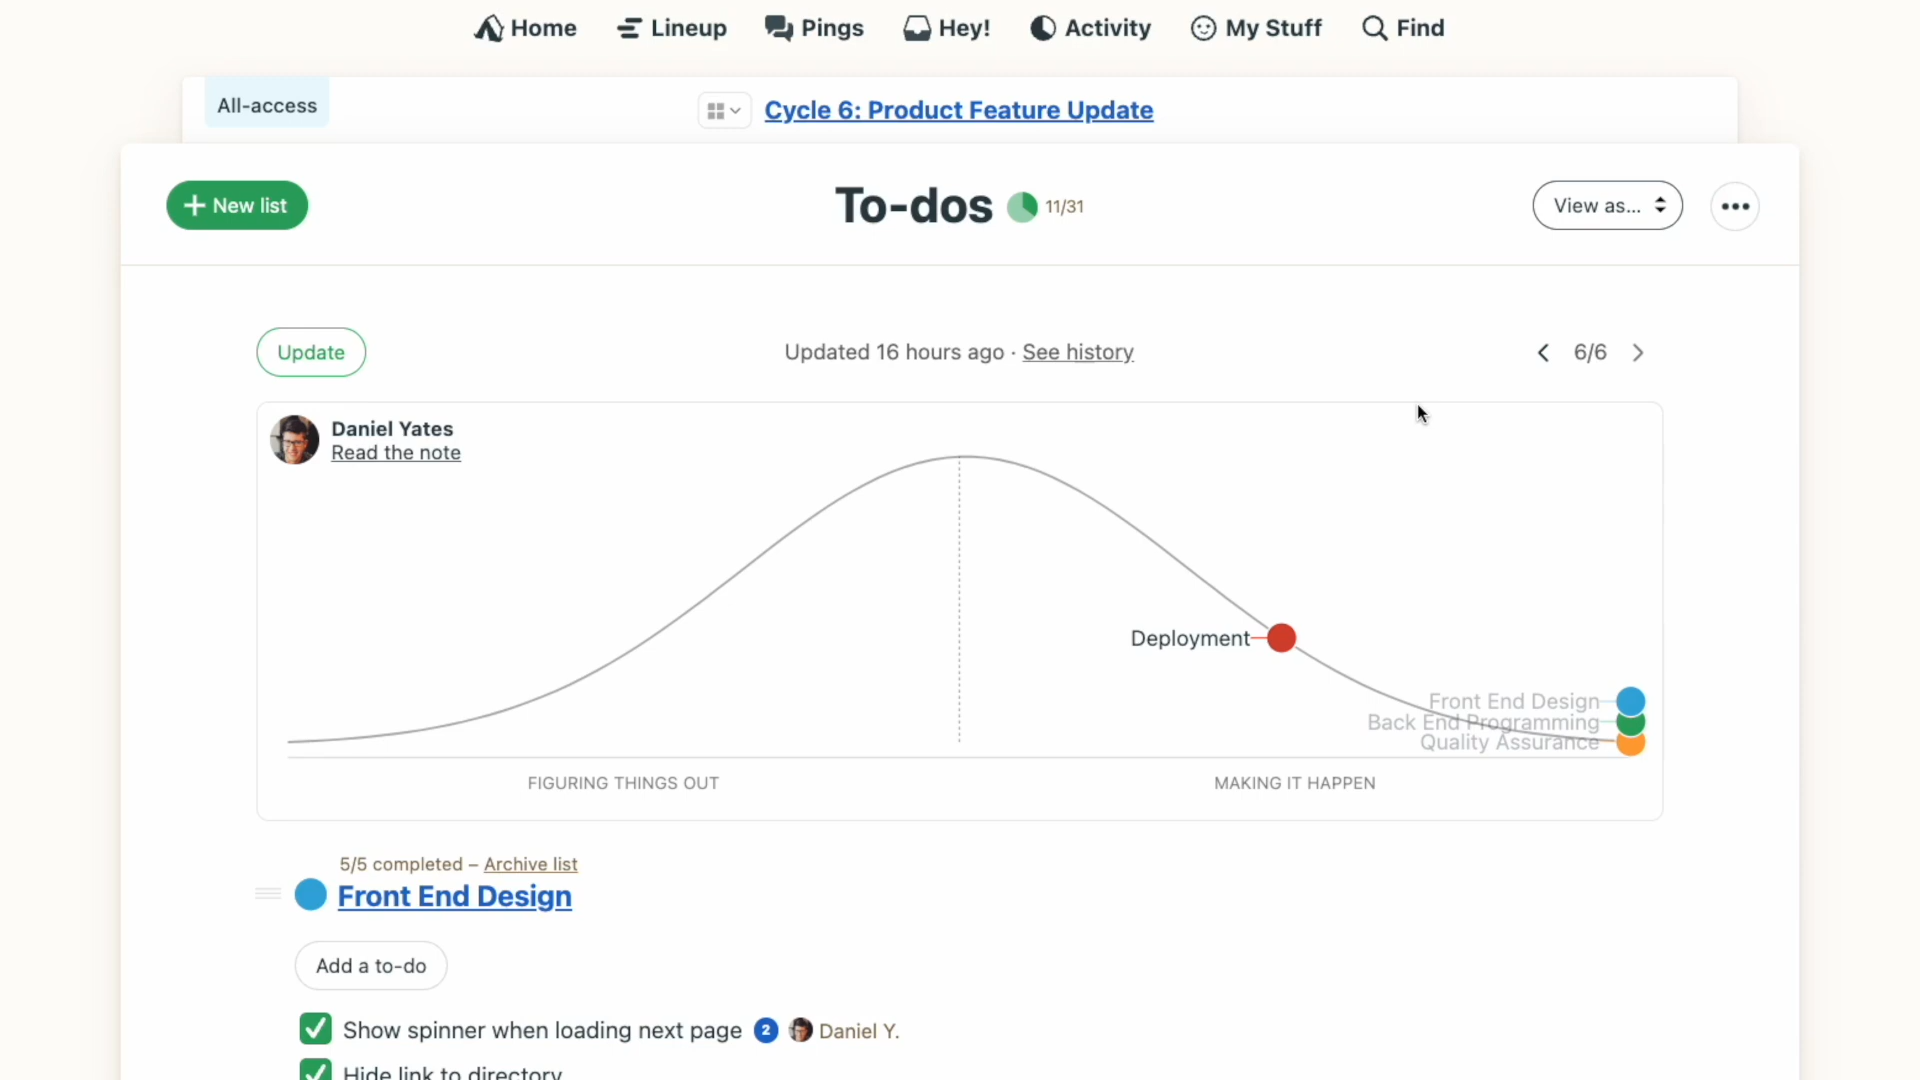 Home Lineup Pings Hey! Activity My Stuff Find
All-access
Cycle 6: Product Feature Update
New list
To-dos 11/31
View as...
Update
Updated 16 hours ago · See history
6/6
Daniel Yates
Read the note
Deployment
Front End Design
Back End Programming
Quality Assurance
FIGURING THINGS OUT
MAKING IT HAPPEN
5/5 completed – Archive list
Front End Design
Add a to-do
Show spinner when loading next page 2 Daniel Y.
Hide link to directory